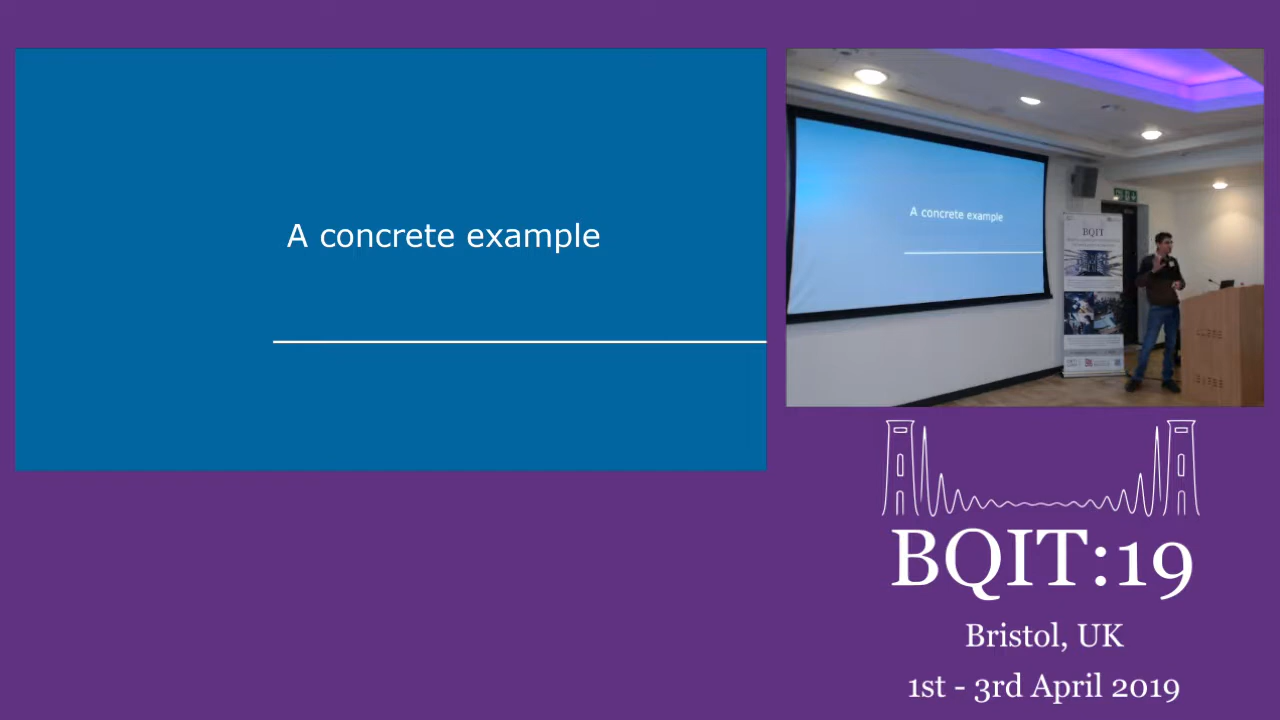 A concrete example
A concrete example
BQIT
BQIT:19
Bristol, UK
1st - 3rd April 2019